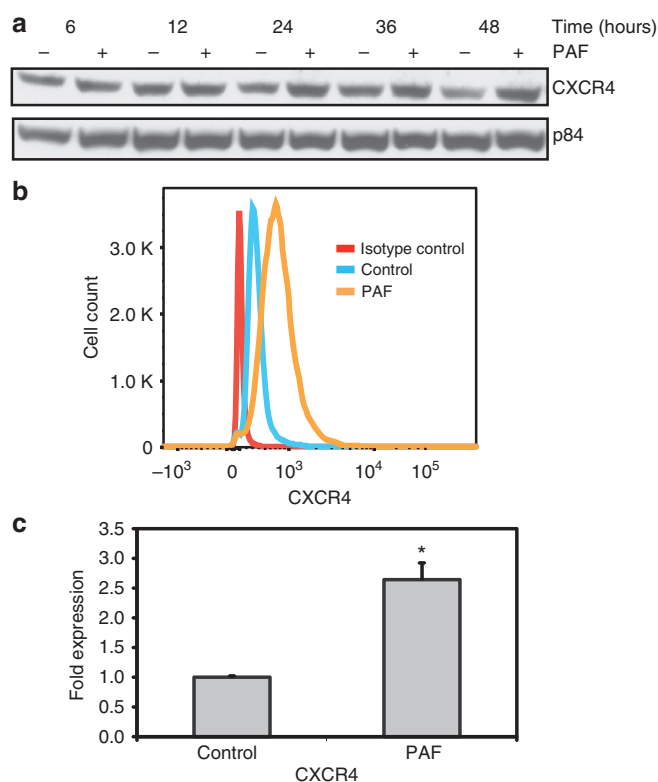 a 6 12 24 36 48 Time (hours)
– + – + – + – + – + PAF
CXCR4
p84
b
3.0 K
2.0 K
1.0 K
0
Cell count
Isotype control
Control
PAF
–10³ 0 10³ 10⁴ 10⁵
CXCR4
c
3.5
3.0
2.5
2.0
1.5
1.0
0.5
0.0
Fold expression
*
Control PAF
CXCR4